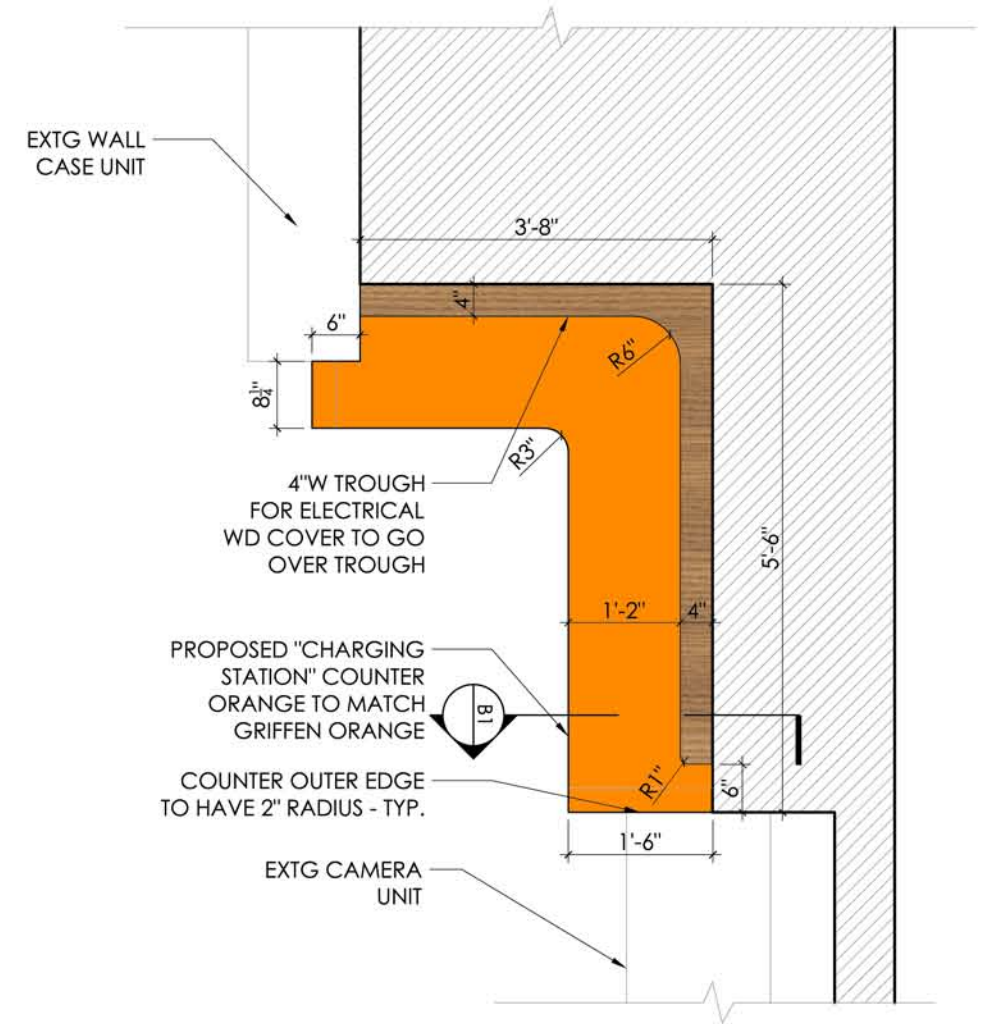 EXTG WALL
CASE UNIT
3'-8"
4"
6"
R6"
8¼"
R3"
4"W TROUGH
FOR ELECTRICAL
WD COVER TO GO
OVER TROUGH
5'-6"
1'-2"
4"
PROPOSED "CHARGING
STATION" COUNTER
ORANGE TO MATCH
GRIFFEN ORANGE
B1
COUNTER OUTER EDGE
TO HAVE 2" RADIUS - TYP.
R1"
6"
1'-6"
EXTG CAMERA
UNIT